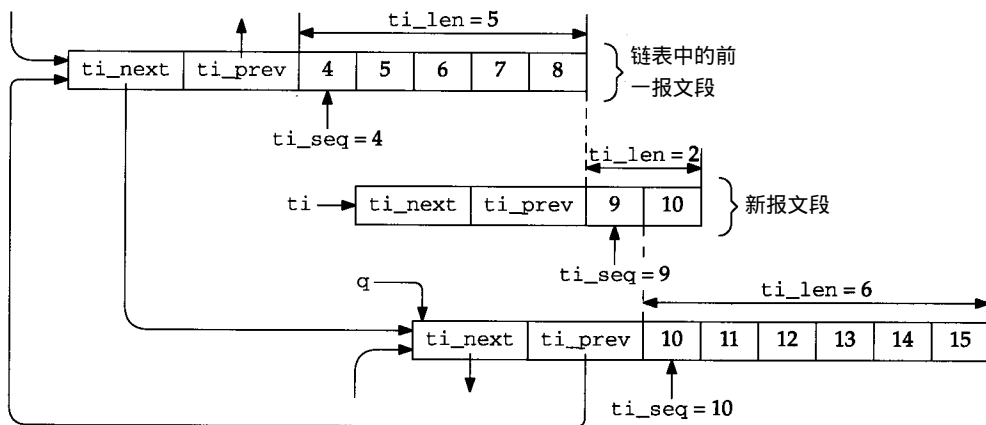 ti_len = 5
ti_next ti_prev 4 5 6 7 8
链表中的前
一报文段
ti_seq = 4
ti_len = 2
ti ti_next ti_prev 9 10
新报文段
ti_seq = 9
q
ti_len = 6
ti_next ti_prev 10 11 12 13 14 15
ti_seq = 10